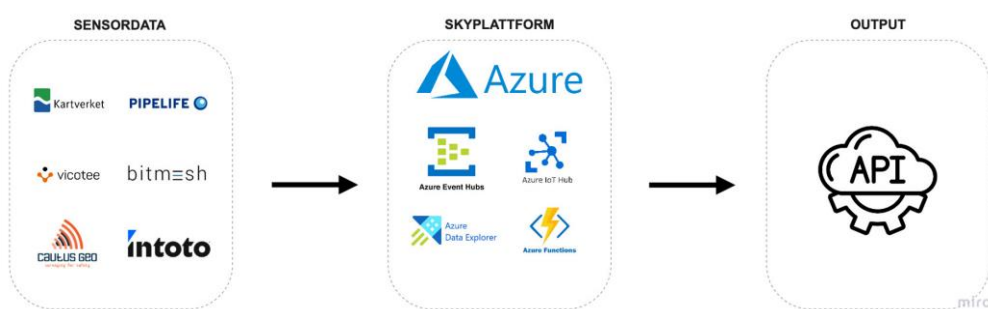 SENSORDATA
Kartverket
PIPELIFE
vicotee
bitmesh
CAUTUS GEO
intoto
SKYPLATTFORM
Azure
Azure Event Hubs
Azure IoT Hub
Azure
Data Explorer
Azure Functions
OUTPUT
API
miro